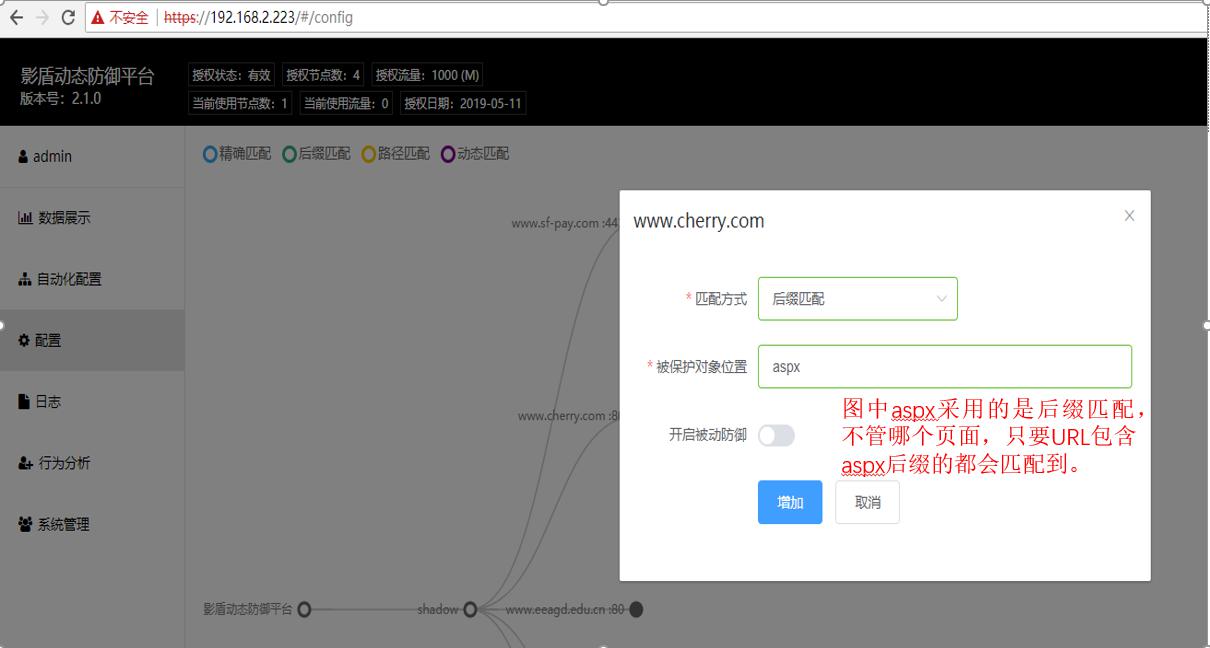 不安全 https://192.168.2.223/#/config
影盾动态防御平台
版本号：2.1.0
授权状态：有效 授权节点数：4 授权流量：1000 (M)
当前使用节点数：1 当前使用流量：0 授权日期：2019-05-11
admin
数据展示
自动化配置
配置
日志
行为分析
系统管理
精确匹配 后缀匹配 路径匹配 动态匹配
www.sf-pay.com :44
www.cherry.com :80
影盾动态防御平台 shadow www.eeagd.edu.cn :80
www.cherry.com
* 匹配方式 后缀匹配
* 被保护对象位置 aspx
开启被动防御
图中aspx采用的是后缀匹配，
不管哪个页面，只要URL包含
aspx后缀的都会匹配到。
增加 取消